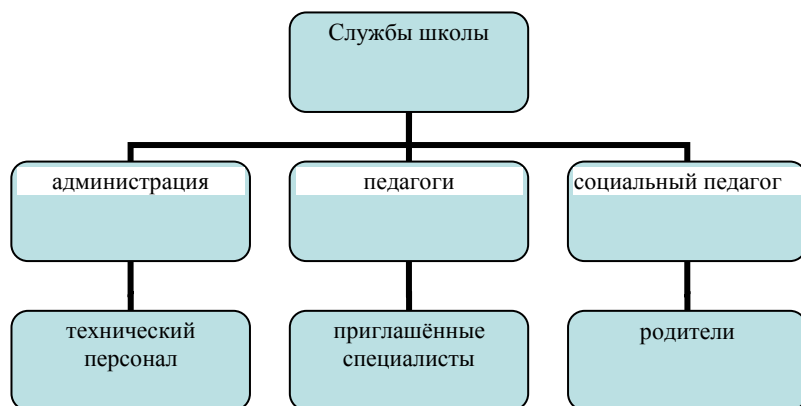 Службы школы
администрация
педагоги
социальный педагог
технический
персонал
приглашённые
специалисты
родители